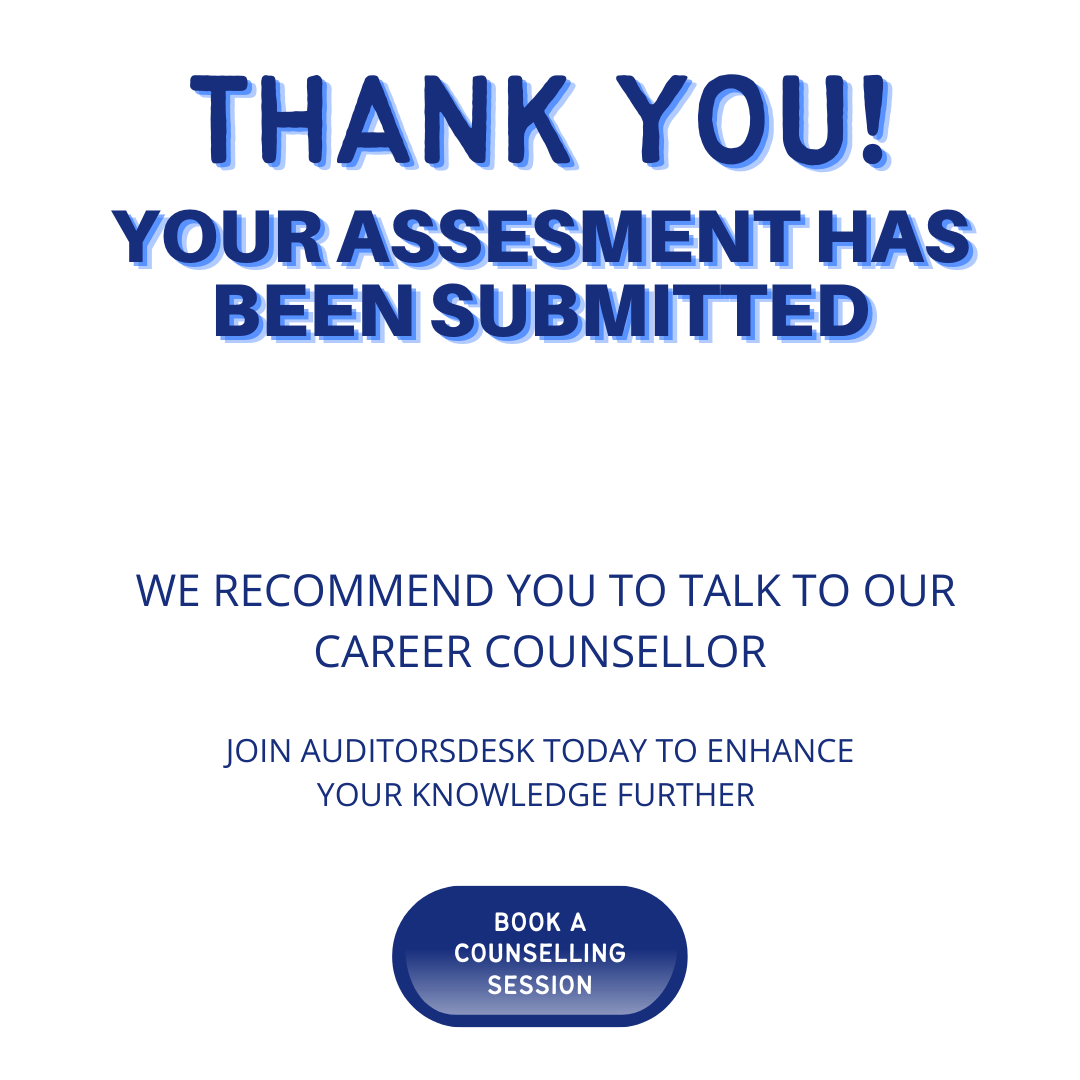 THANK YOU!
YOUR ASSESMENT HAS
BEEN SUBMITTED
WE RECOMMEND YOU TO TALK TO OUR
CAREER COUNSELLOR
JOIN AUDITORSDESK TODAY TO ENHANCE
YOUR KNOWLEDGE FURTHER
BOOK A
COUNSELLING
SESSION